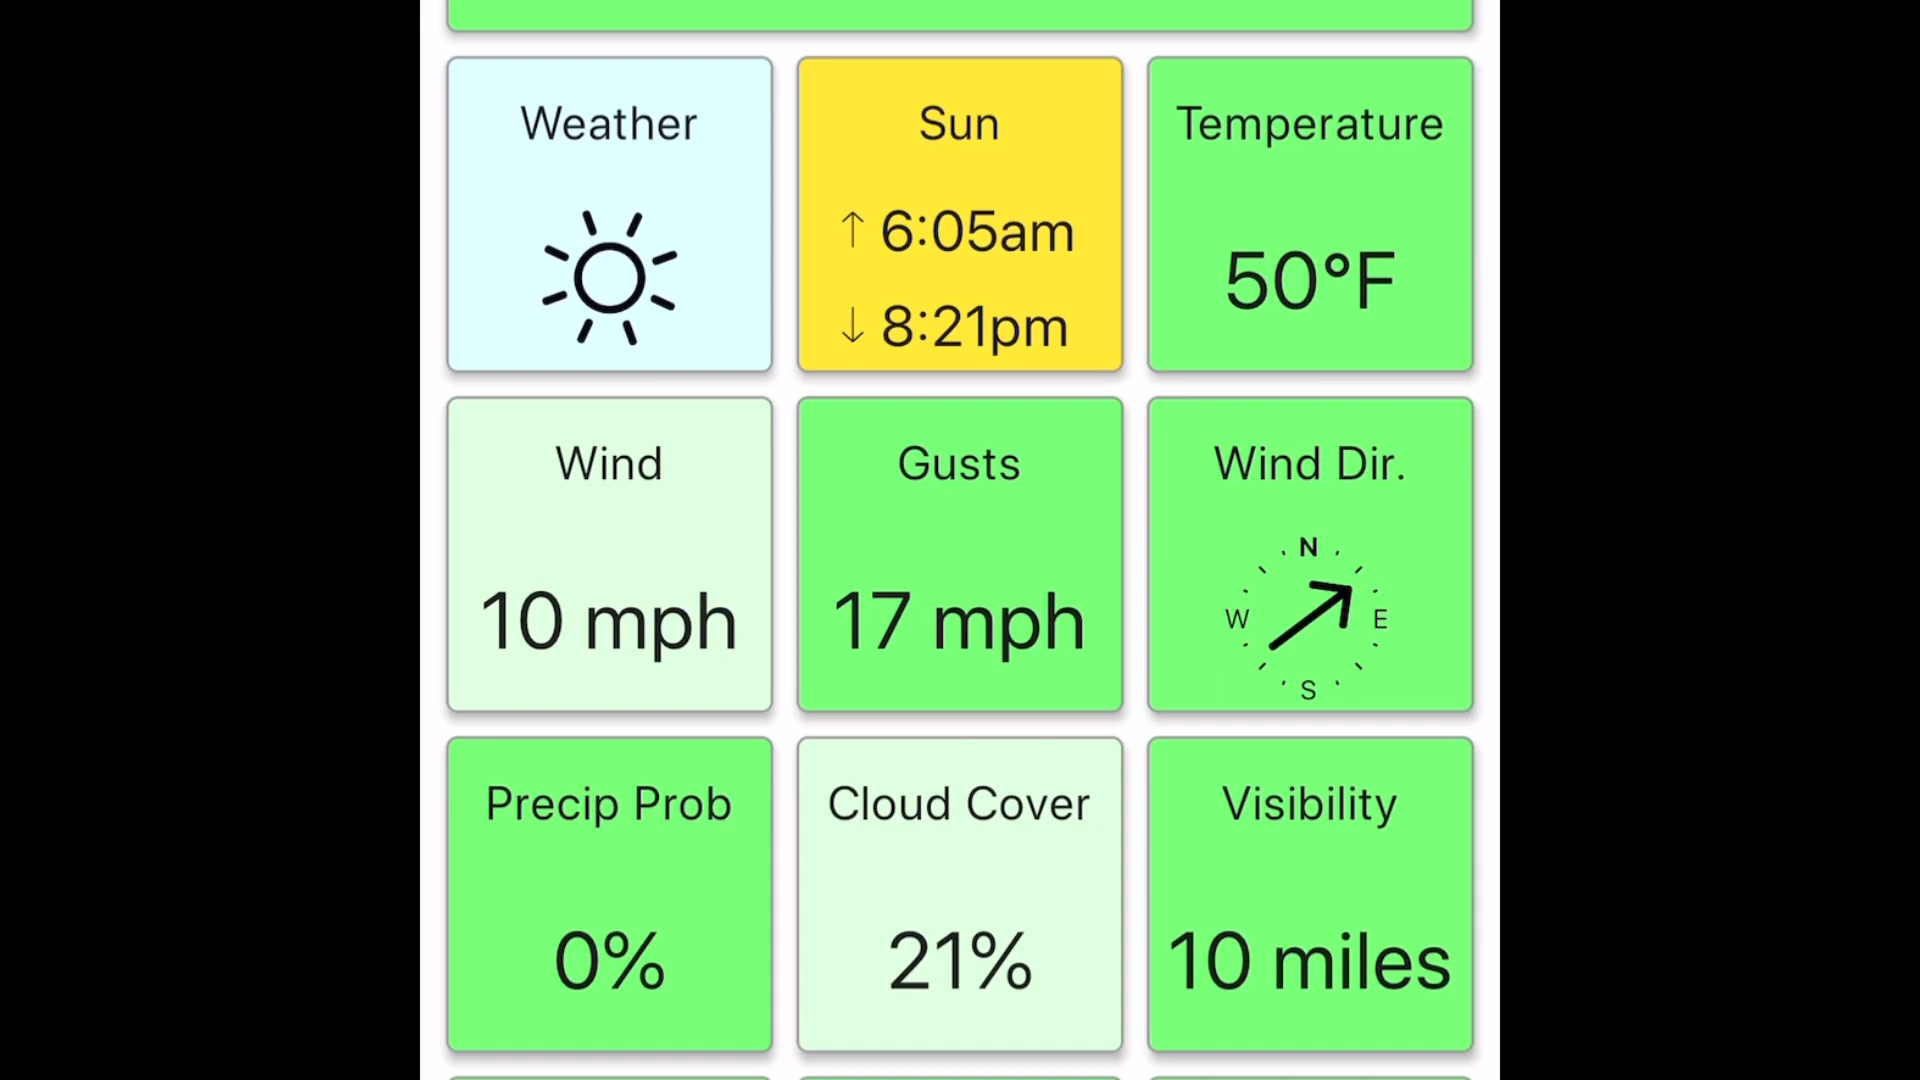 Weather
Sun
Temperature
↑ 6:05am
↓ 8:21pm
50°F
Wind
Gusts
Wind Dir.
10 mph
17 mph
N
W
E
S
Precip Prob
Cloud Cover
Visibility
0%
21%
10 miles